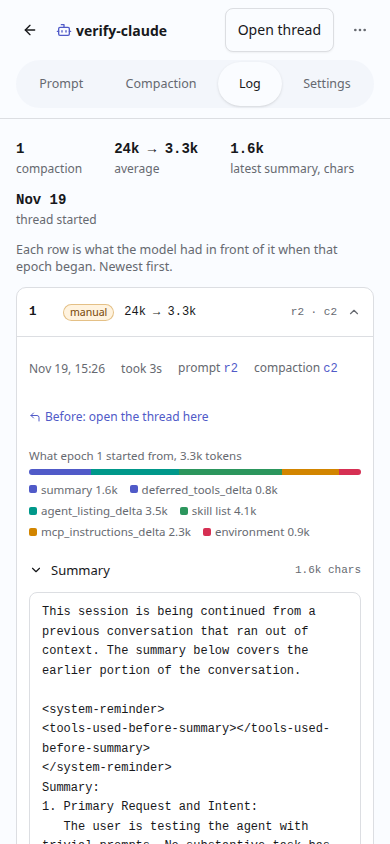 verify-claude
Open thread
Prompt
Compaction
Log
Settings
1
compaction
24k → 3.3k
average
1.6k
latest summary, chars
Nov 19
thread started
Each row is what the model had in front of it when that
epoch began. Newest first.
1 manual 24k → 3.3k r2 · c2
Nov 19, 15:26 took 3s prompt r2 compaction c2
Before: open the thread here
What epoch 1 started from, 3.3k tokens
summary 1.6k deferred_tools_delta 0.8k
agent_listing_delta 3.5k skill list 4.1k
mcp_instructions_delta 2.3k environment 0.9k
Summary 1.6k chars
This session is being continued from a
previous conversation that ran out of
context. The summary below covers the
earlier portion of the conversation.
<system-reminder>
<tools-used-before-summary></tools-used-
before-summary>
</system-reminder>
Summary:
1. Primary Request and Intent:
The user is testing the agent with
trivial prompts. No substantive task has